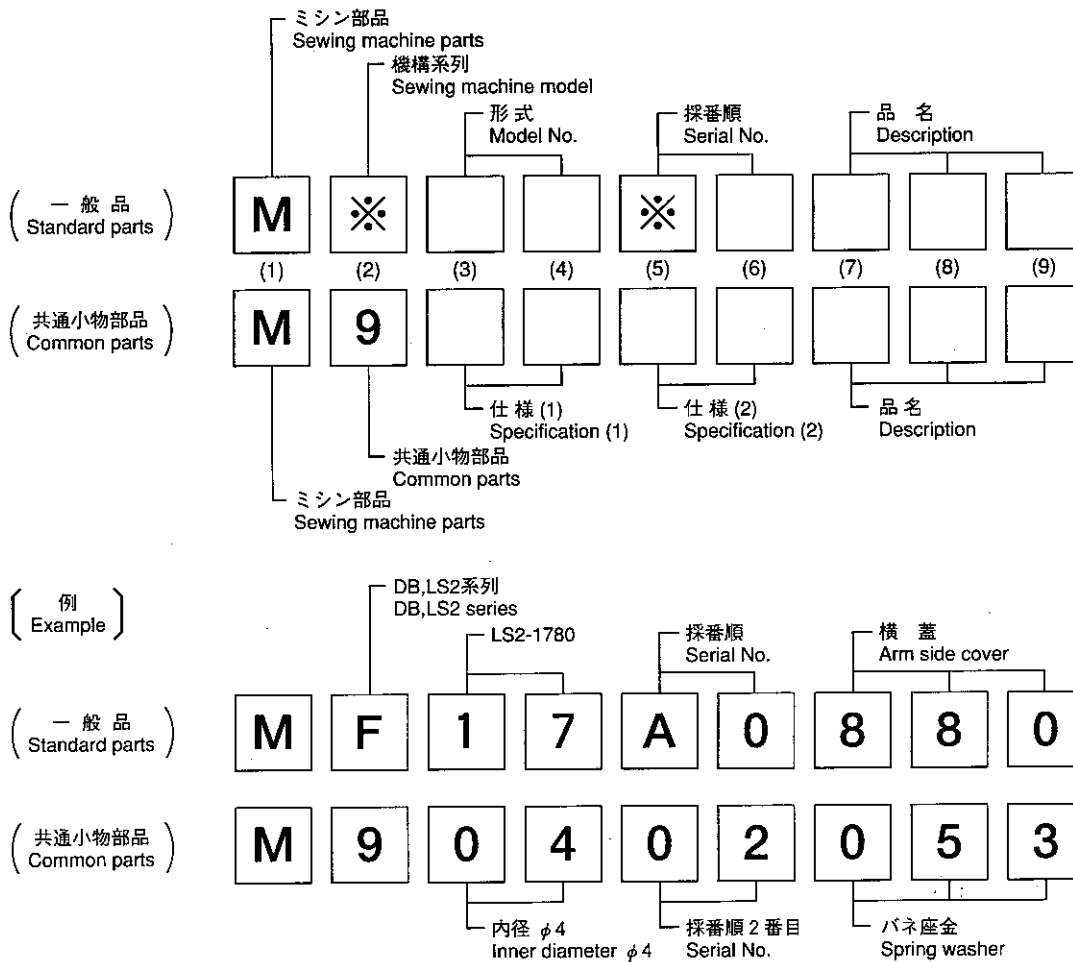 ミシン部品
Sewing machine parts
機構系列
Sewing machine model
形式
Model No.
採番順
Serial No.
品 名
Description
一般品
Standard parts
M ※ ※
(1) (2) (3) (4) (5) (6) (7) (8) (9)
共通小物部品
Common parts
M 9
仕様 (1)
Specification (1)
仕様 (2)
Specification (2)
品名
Description
共通小物部品
Common parts
ミシン部品
Sewing machine parts
例
Example
DB,LS2系列
DB,LS2 series
LS2-1780
採番順
Serial No.
横 蓋
Arm side cover
一般品
Standard parts
M F 1 7 A 0 8 8 0
共通小物部品
Common parts
M 9 0 4 0 2 0 5 3
内径 φ4
Inner diameter φ4
採番順2番目
Serial No.
バネ座金
Spring washer